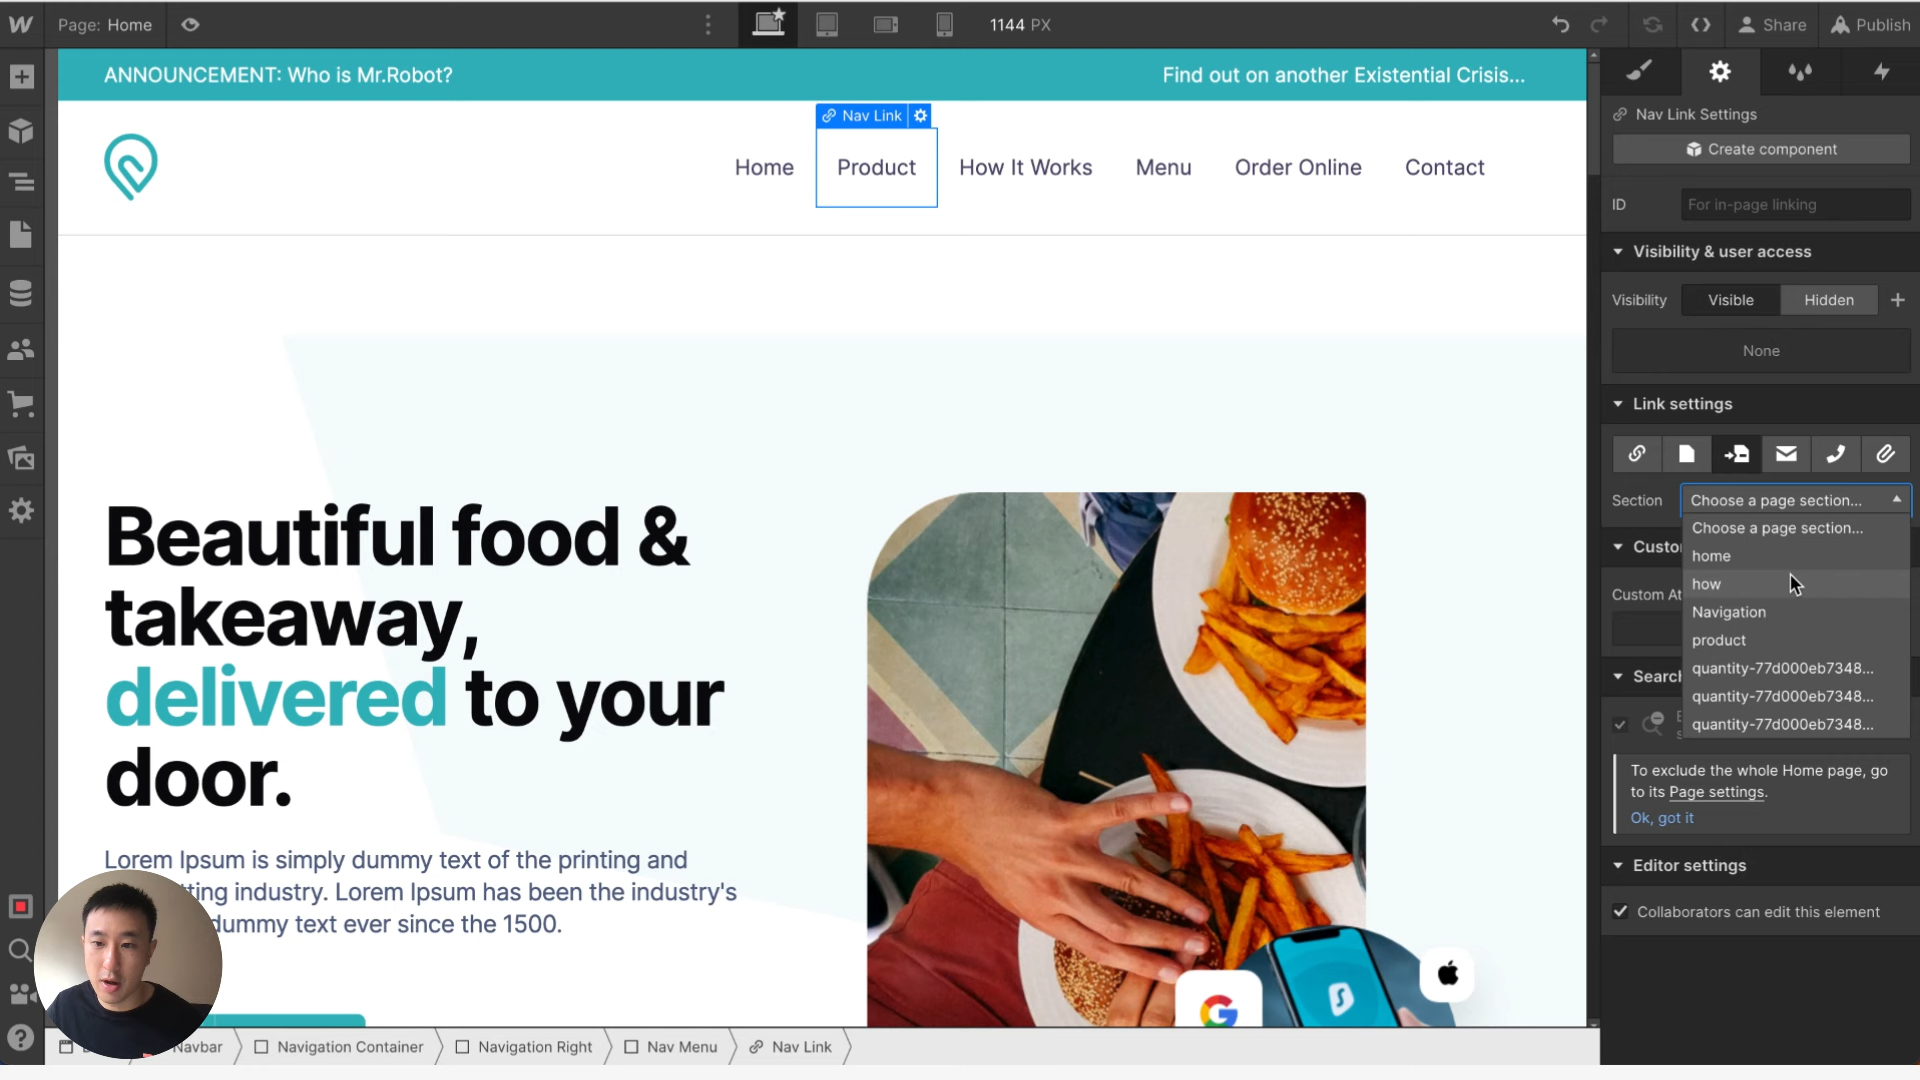 Page: Home
1144 PX
Share
Publish
ANNOUNCEMENT: Who is Mr.Robot?
Find out on another Existential Crisis...
Nav Link
Home
Product
How It Works
Menu
Order Online
Contact
Beautiful food &
takeaway,
delivered to your
door.
Lorem Ipsum is simply dummy text of the printing and
tting industry. Lorem Ipsum has been the industry's
dummy text ever since the 1500.
Navbar
Navigation Container
Navigation Right
Nav Menu
Nav Link
Nav Link Settings
Create component
ID
For in-page linking
Visibility & user access
Visibility
Visible
Hidden
None
Link settings
Section
Choose a page section...
Choose a page section...
home
how
Navigation
product
quantity-77d000eb7348...
quantity-77d000eb7348...
quantity-77d000eb7348...
Custo
Custom At
Search
To exclude the whole Home page, go
to its Page settings.
Ok, got it
Editor settings
Collaborators can edit this element